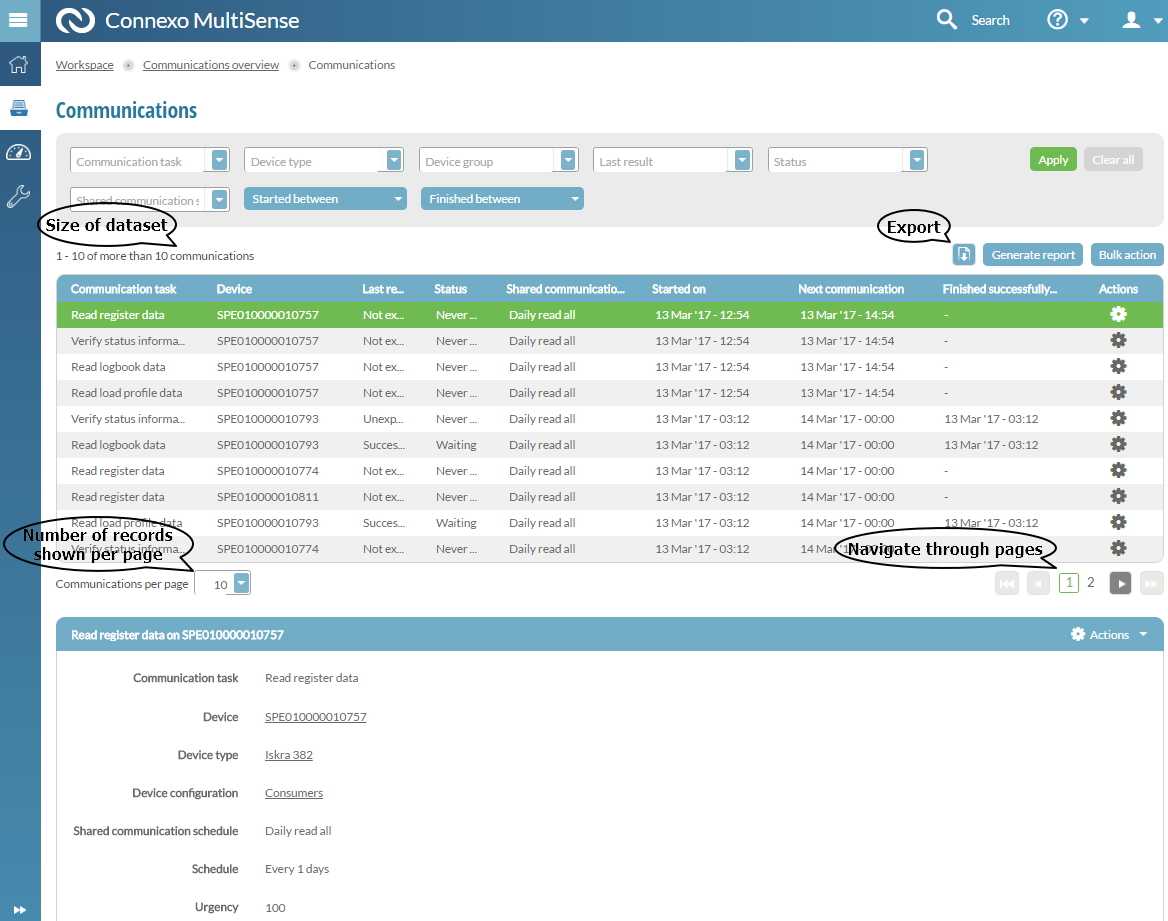 Connexo MultiSense Search
Workspace Communications overview Communications
Communications
Communication task Device type Device group Last result Status Apply Clear all
Shared communication s Started between Finished between
Size of dataset
Export
1 - 10 of more than 10 communications Generate report Bulk action
Communication task Device Last re... Status Shared communicatio... Started on Next communication Finished successfully... Actions
Read register data SPE010000010757 Not ex... Never ... Daily read all 13 Mar '17 - 12:54 13 Mar '17 - 14:54 -
Verify status informa... SPE010000010757 Not ex... Never ... Daily read all 13 Mar '17 - 12:54 13 Mar '17 - 14:54 -
Read logbook data SPE010000010757 Not ex... Never ... Daily read all 13 Mar '17 - 12:54 13 Mar '17 - 14:54 -
Read load profile data SPE010000010757 Not ex... Never ... Daily read all 13 Mar '17 - 12:54 13 Mar '17 - 14:54 -
Verify status informa... SPE010000010793 Unexp... Never ... Daily read all 13 Mar '17 - 03:12 14 Mar '17 - 00:00 13 Mar '17 - 03:12
Read logbook data SPE010000010793 Succes... Waiting Daily read all 13 Mar '17 - 03:12 14 Mar '17 - 00:00 13 Mar '17 - 03:12
Read register data SPE010000010774 Not ex... Never ... Daily read all 13 Mar '17 - 03:12 14 Mar '17 - 00:00 -
Read register data SPE010000010811 Not ex... Never ... Daily read all 13 Mar '17 - 03:12 14 Mar '17 - 00:00 -
Read load profile data SPE010000010793 Succes... Waiting Daily read all 13 Mar '17 - 03:12 14 Mar '17 - 00:00 13 Mar '17 - 03:12
Number of records
shown per page
Verify status informa... SPE010000010774 Not ex... Never ... Daily read all 13 Mar '17 - 03:12 14 Mar
Navigate through pages
Communications per page 10 1 2
Read register data on SPE010000010757 Actions
Communication task Read register data
Device SPE010000010757
Device type Iskra 382
Device configuration Consumers
Shared communication schedule Daily read all
Schedule Every 1 days
Urgency 100